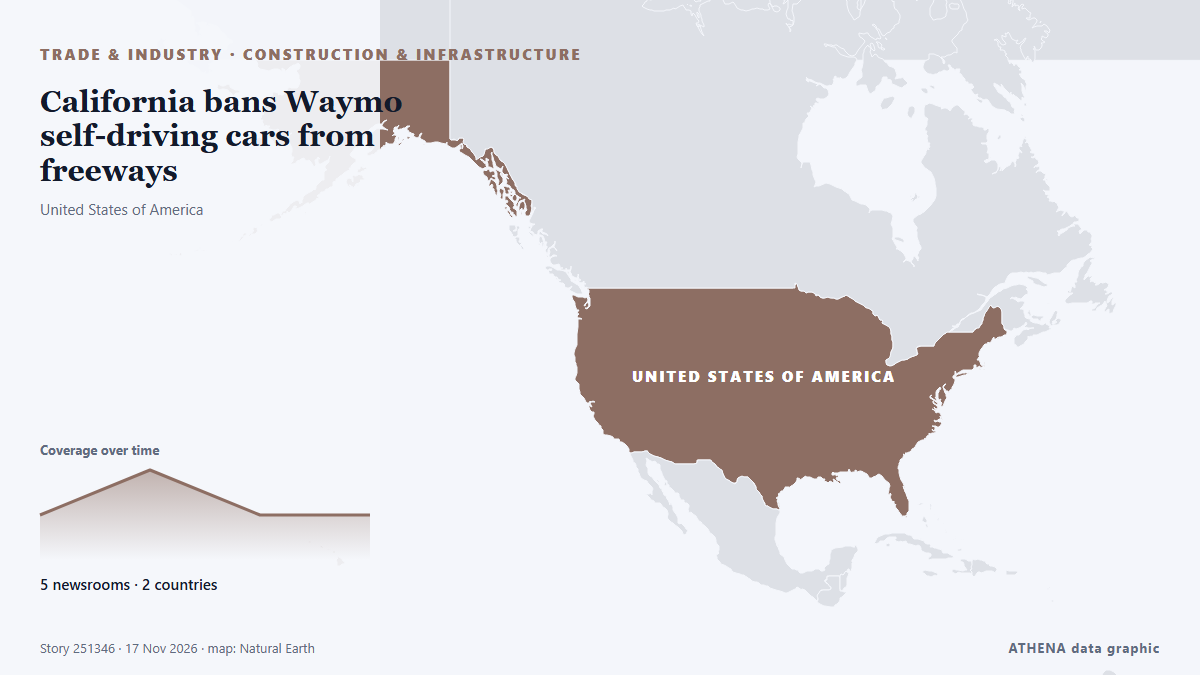 TRADE & INDUSTRY · CONSTRUCTION & INFRASTRUCTURE
California bans Waymo
self-driving cars from
freeways
United States of America
UNITED STATES OF AMERICA
Coverage over time
5 newsrooms · 2 countries
Story 251346 · 17 Nov 2026 · map: Natural Earth
ATHENA data graphic